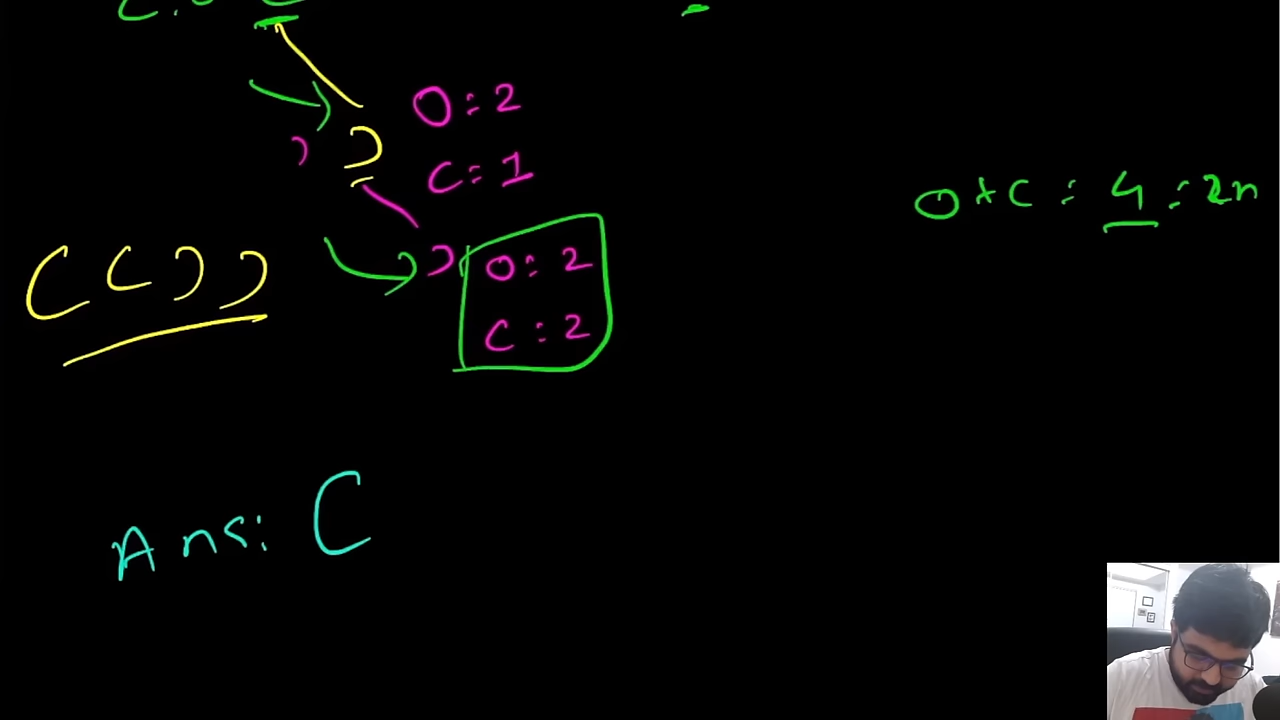 O : 2
) ) C : 1
O + C : 4 : 2n
( ( ) ) ) O : 2
C : 2
Ans: (